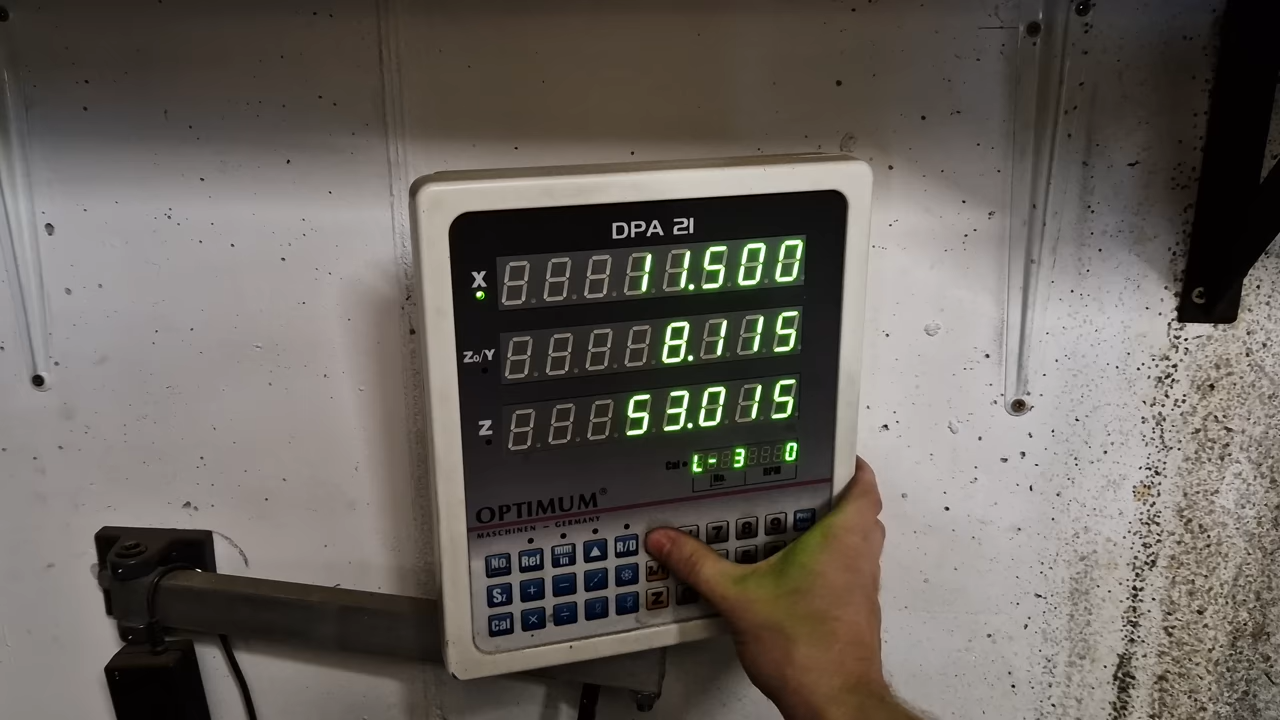 DPA 21
X 11.500
Z₀/Y 8.115
Z 53.015
Cal L- 3 0
No. RPM
OPTIMUM®
MASCHINEN – GERMANY
No. Ref mm/in ▲ R/D 7 8 9
S₂ + −
Cal × ÷ Z